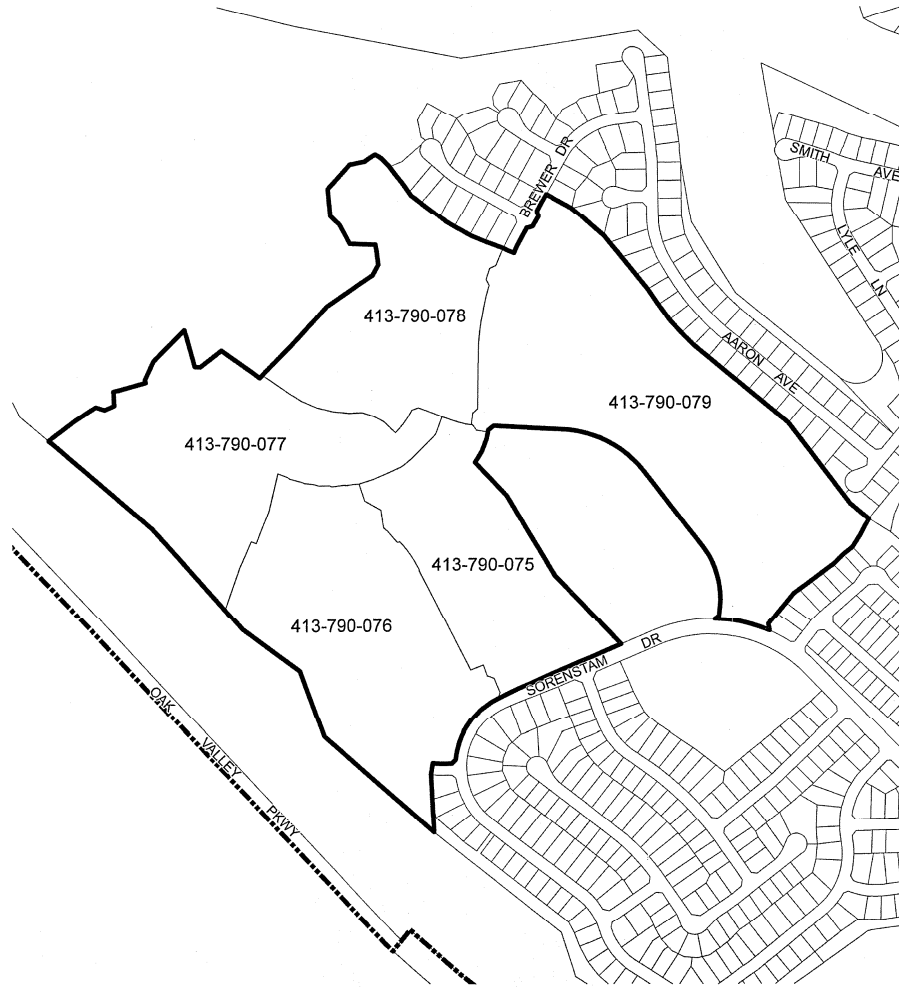 SMITH AVE
BREWER DR
LYLE LN
413-790-078
AARON AVE
413-790-079
413-790-077
413-790-075
413-790-076
SORENSTAM DR
OAK VALLEY PKWY